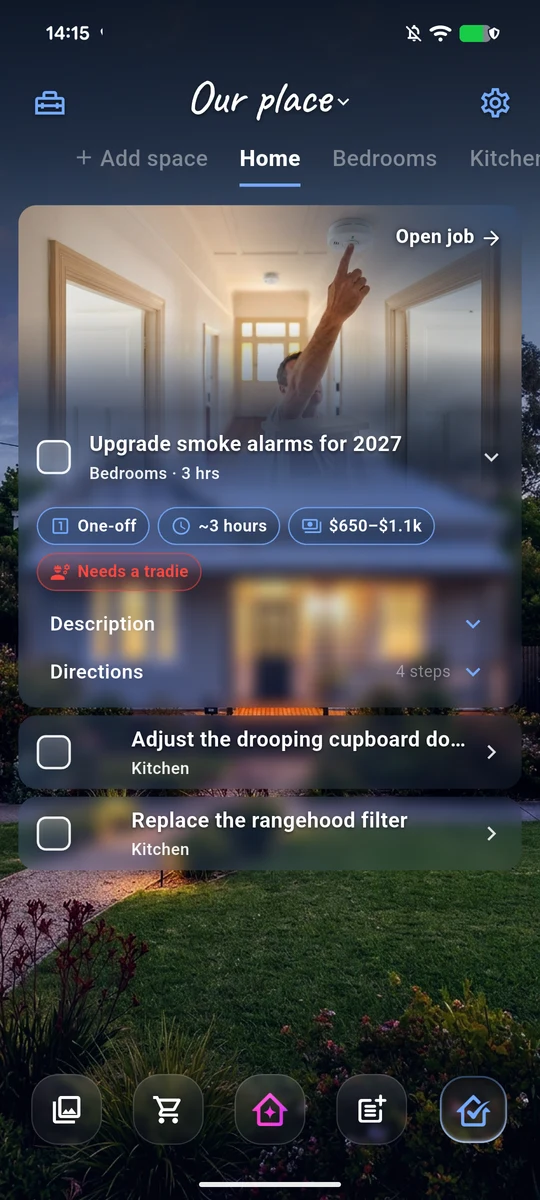 14:15
Our place
+ Add space
Home
Bedrooms
Kitchen
Open job →
Upgrade smoke alarms for 2027
Bedrooms · 3 hrs
One-off
~3 hours
$650–$1.1k
Needs a tradie
Description
Directions
4 steps
Adjust the drooping cupboard do...
Kitchen
Replace the rangehood filter
Kitchen